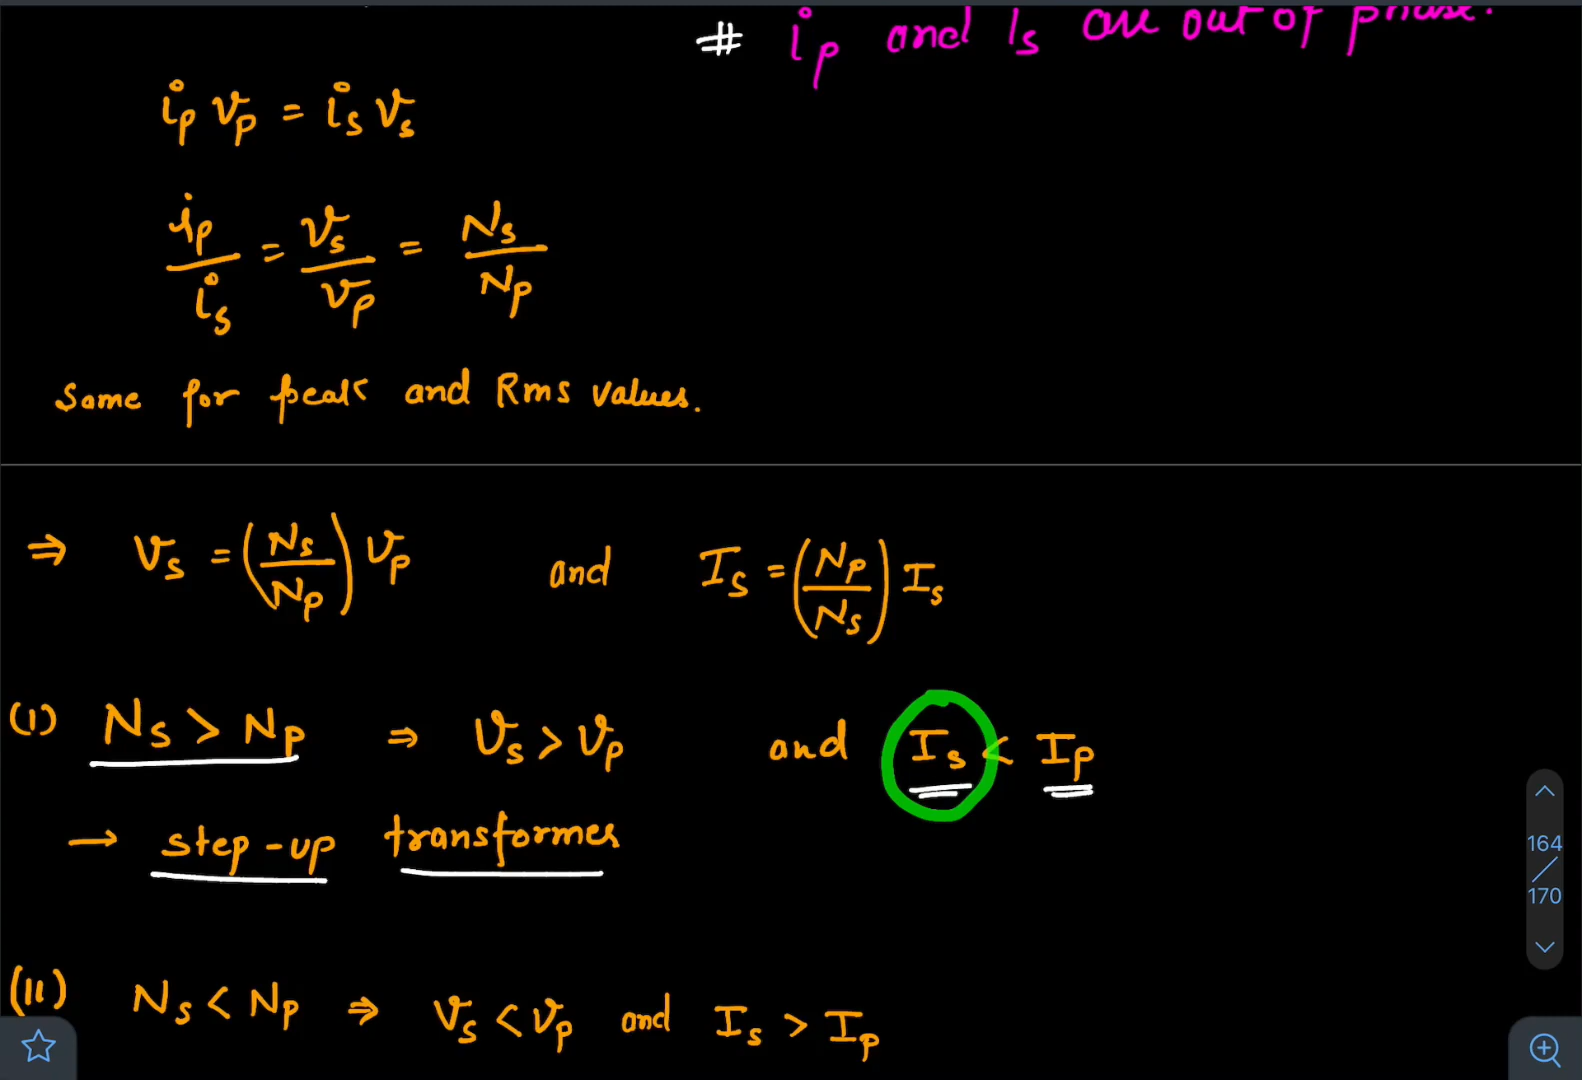 # ip and Is are out of phase.
ip vp = is vs
ip/is = vs/vp = Ns/Np
Same for peak and Rms values.
⇒ vs = (Ns/Np) vp and Is = (Np/Ns) Is
(I) Ns > Np ⇒ vs > vp and Is < Ip
→ step-up transformer
(II) Ns < Np ⇒ vs < vp and Is > Ip
164
/
170